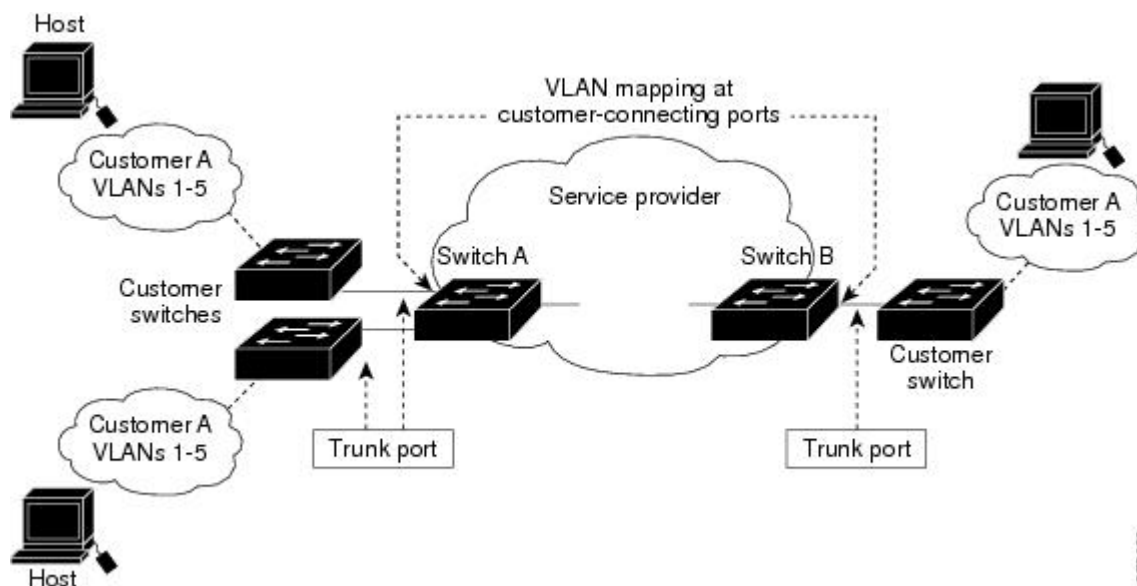 Host
VLAN mapping at
customer-connecting ports
Customer A
VLANs 1-5
Service provider
Customer A
VLANs 1-5
Switch A
Switch B
Customer
switches
Customer
switch
Customer A
VLANs 1-5
Trunk port
Trunk port
Host